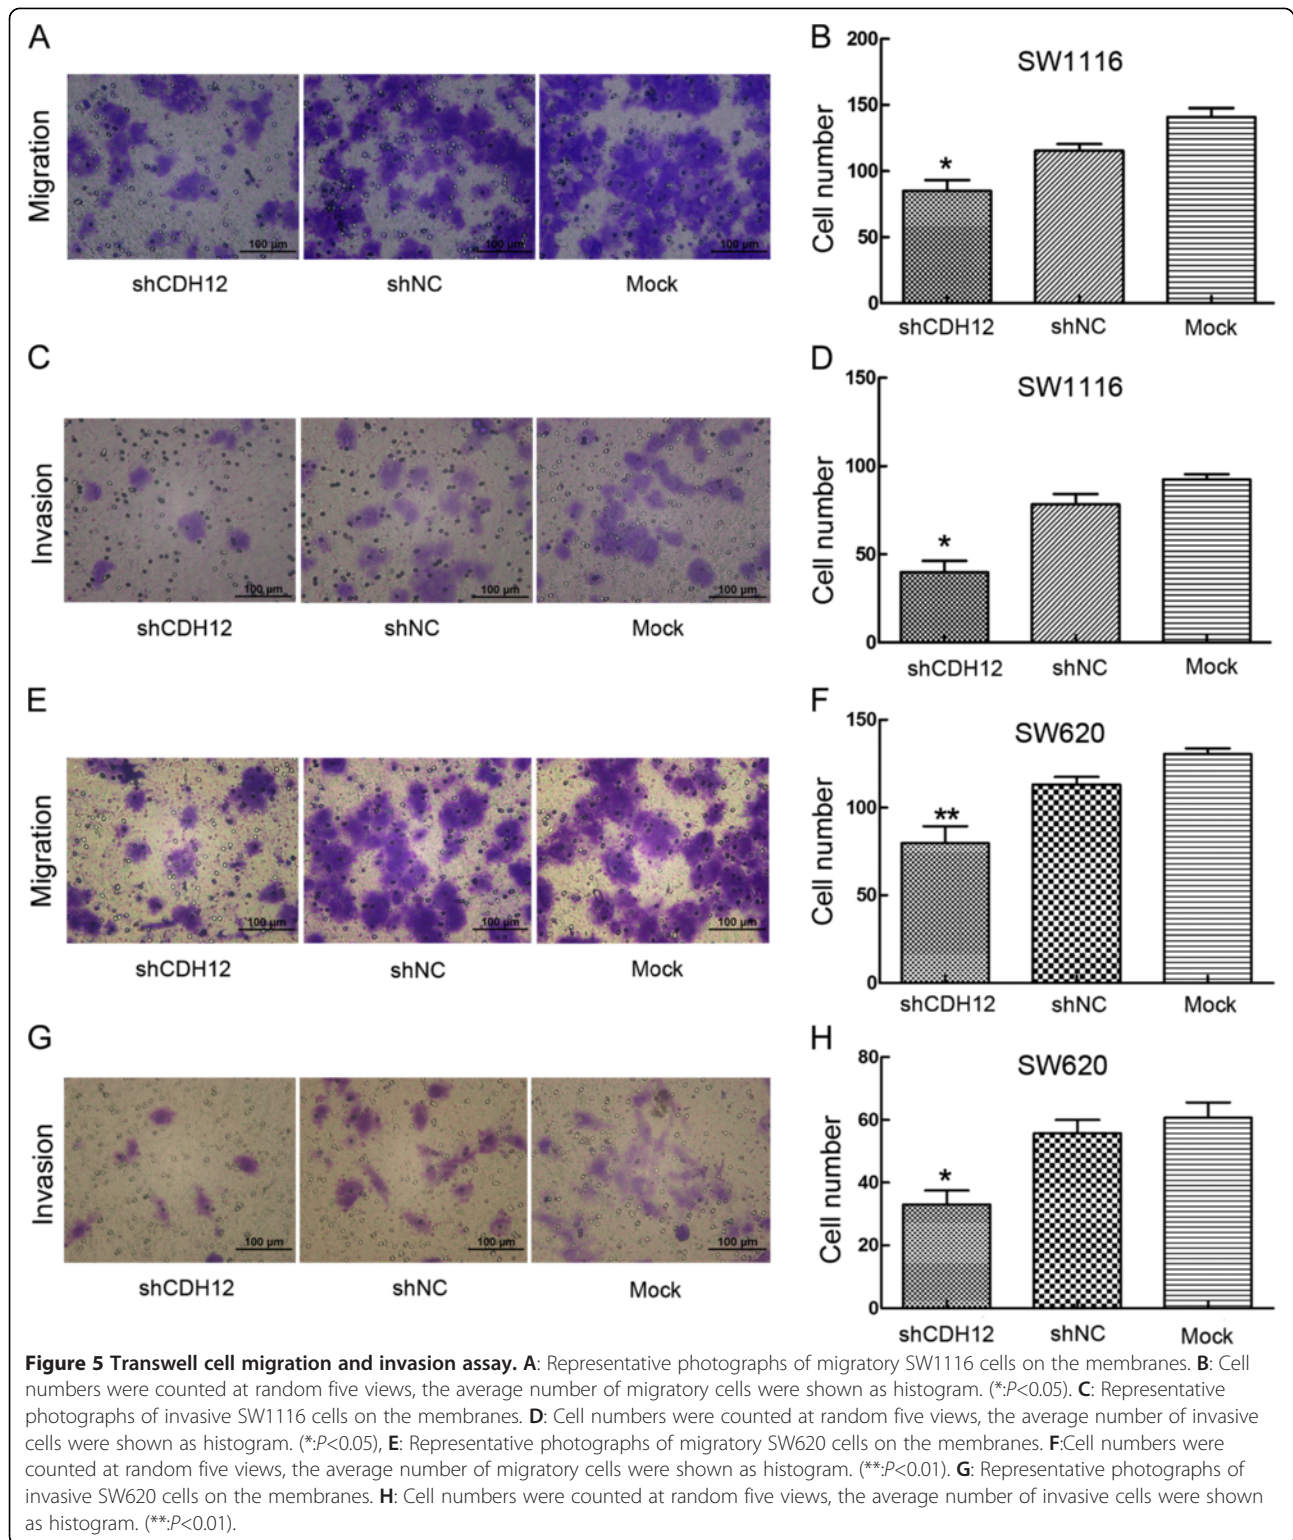 A
Migration
100 µm
100 µm
100 µm
shCDH12
shNC
Mock
B
SW1116
Cell number
200
150
100
50
0
*
shCDH12
shNC
Mock
C
Invasion
100 µm
100 µm
100 µm
shCDH12
shNC
Mock
D
SW1116
Cell number
150
100
50
0
*
shCDH12
shNC
Mock
E
Migration
100 µm
100 µm
100 µm
shCDH12
shNC
Mock
F
SW620
Cell number
150
100
50
0
**
shCDH12
shNC
Mock
G
Invasion
100 µm
100 µm
100 µm
shCDH12
shNC
Mock
H
SW620
Cell number
80
60
40
20
0
*
shCDH12
shNC
Mock
Figure 5 Transwell cell migration and invasion assay. A: Representative photographs of migratory SW1116 cells on the membranes. B: Cell
numbers were counted at random five views, the average number of migratory cells were shown as histogram. (*:P<0.05). C: Representative
photographs of invasive SW1116 cells on the membranes. D: Cell numbers were counted at random five views, the average number of invasive
cells were shown as histogram. (*:P<0.05), E: Representative photographs of migratory SW620 cells on the membranes. F:Cell numbers were
counted at random five views, the average number of migratory cells were shown as histogram. (**:P<0.01). G: Representative photographs of
invasive SW620 cells on the membranes. H: Cell numbers were counted at random five views, the average number of invasive cells were shown
as histogram. (**:P<0.01).